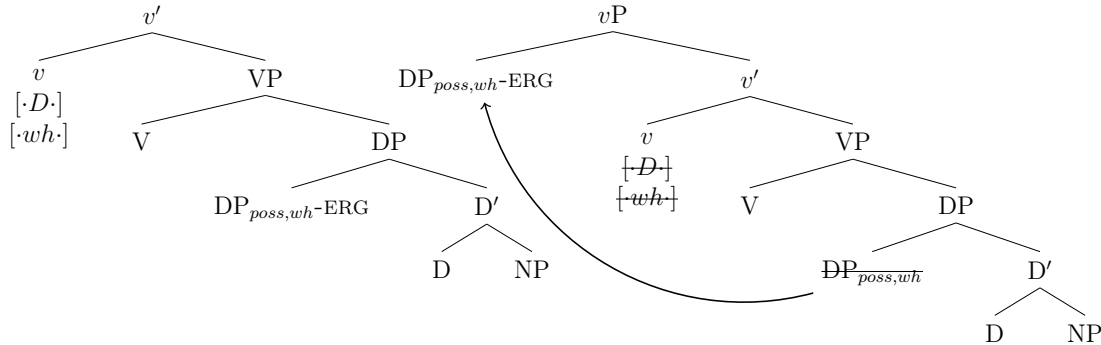 v′
v
[·D·]
[·wh·]
VP
V
DP
DP_poss,wh-ERG
D′
D
NP
vP
DP_poss,wh-ERG
v′
v
[·D·]
[·wh·]
VP
V
DP
DP_poss,wh
D′
D
NP